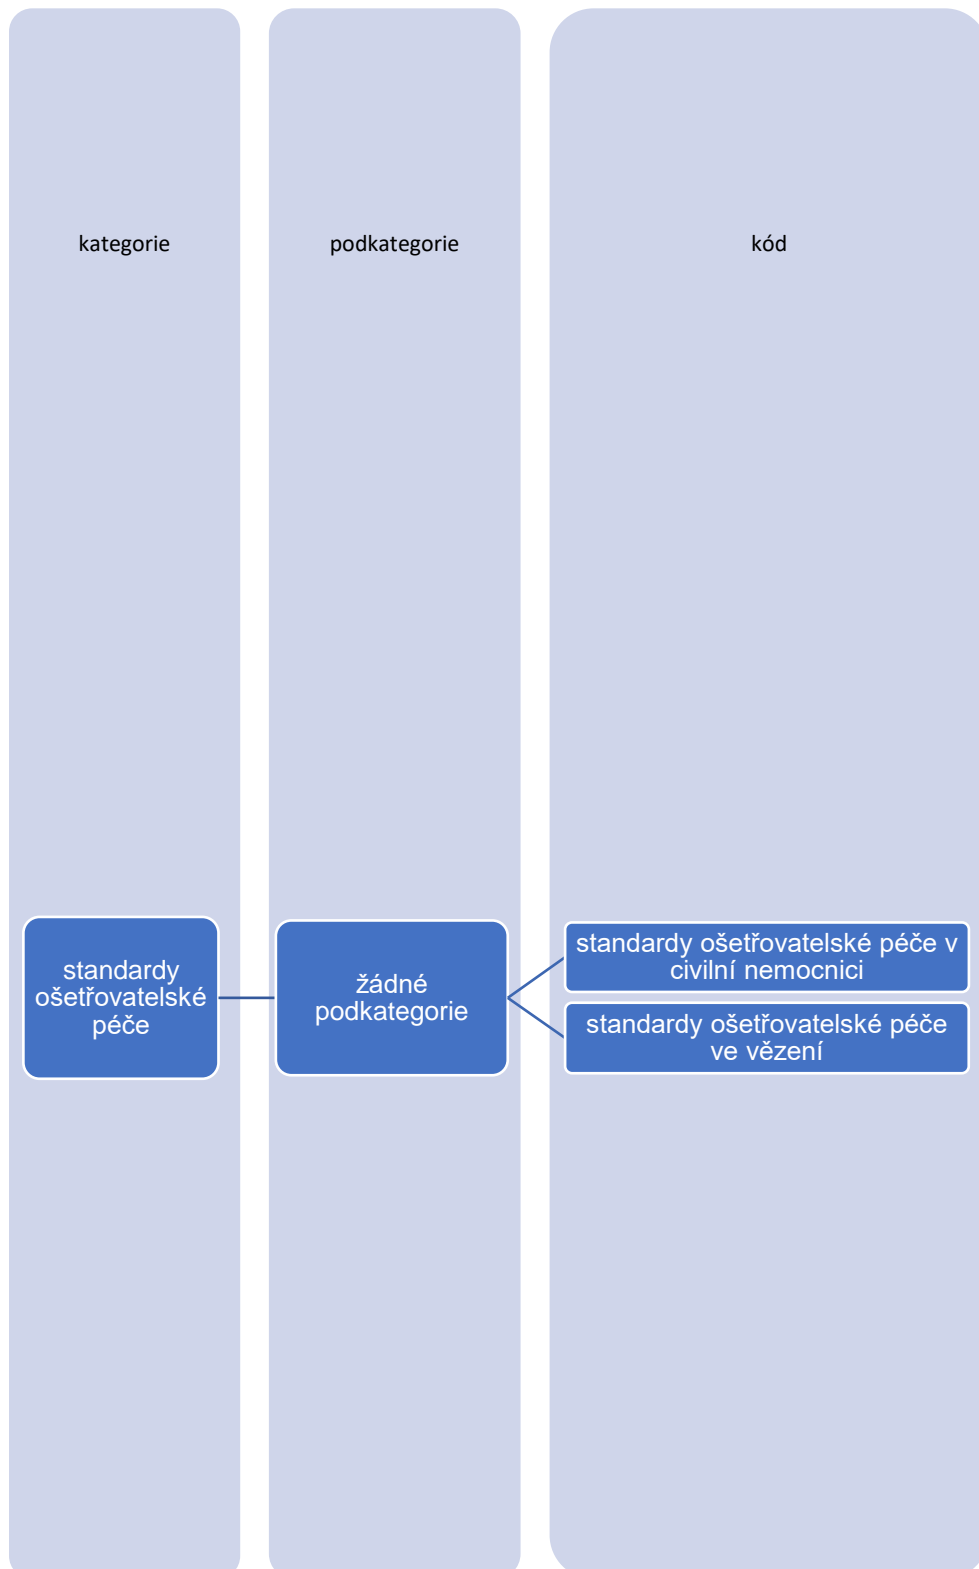 kategorie
podkategorie
kód
standardy
ošetřovatelské
péče
žádné
podkategorie
standardy ošetřovatelské péče v
civilní nemocnici
standardy ošetřovatelské péče
ve vězení